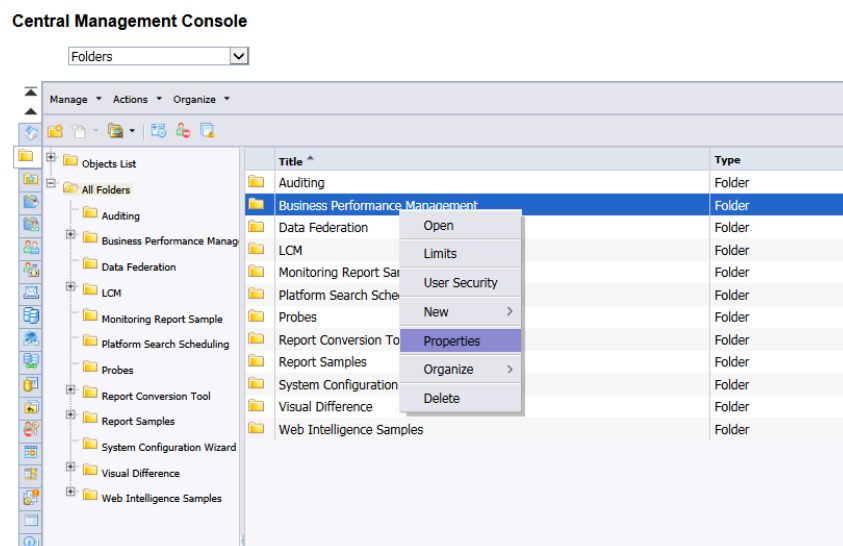 Central Management Console
Folders
Manage Actions Organize
Objects List
All Folders
Auditing
Business Performance Manag
Data Federation
LCM
Monitoring Report Sample
Platform Search Scheduling
Probes
Report Conversion Tool
Report Samples
System Configuration Wizard
Visual Difference
Web Intelligence Samples
Title Type
Auditing Folder
Business Performance Management Folder
Data Federation Folder
LCM Folder
Monitoring Report Sar Folder
Platform Search Sche Folder
Probes Folder
Report Conversion To Folder
Report Samples Folder
System Configuration Folder
Visual Difference Folder
Web Intelligence Samples Folder
Open
Limits
User Security
New
Properties
Organize
Delete